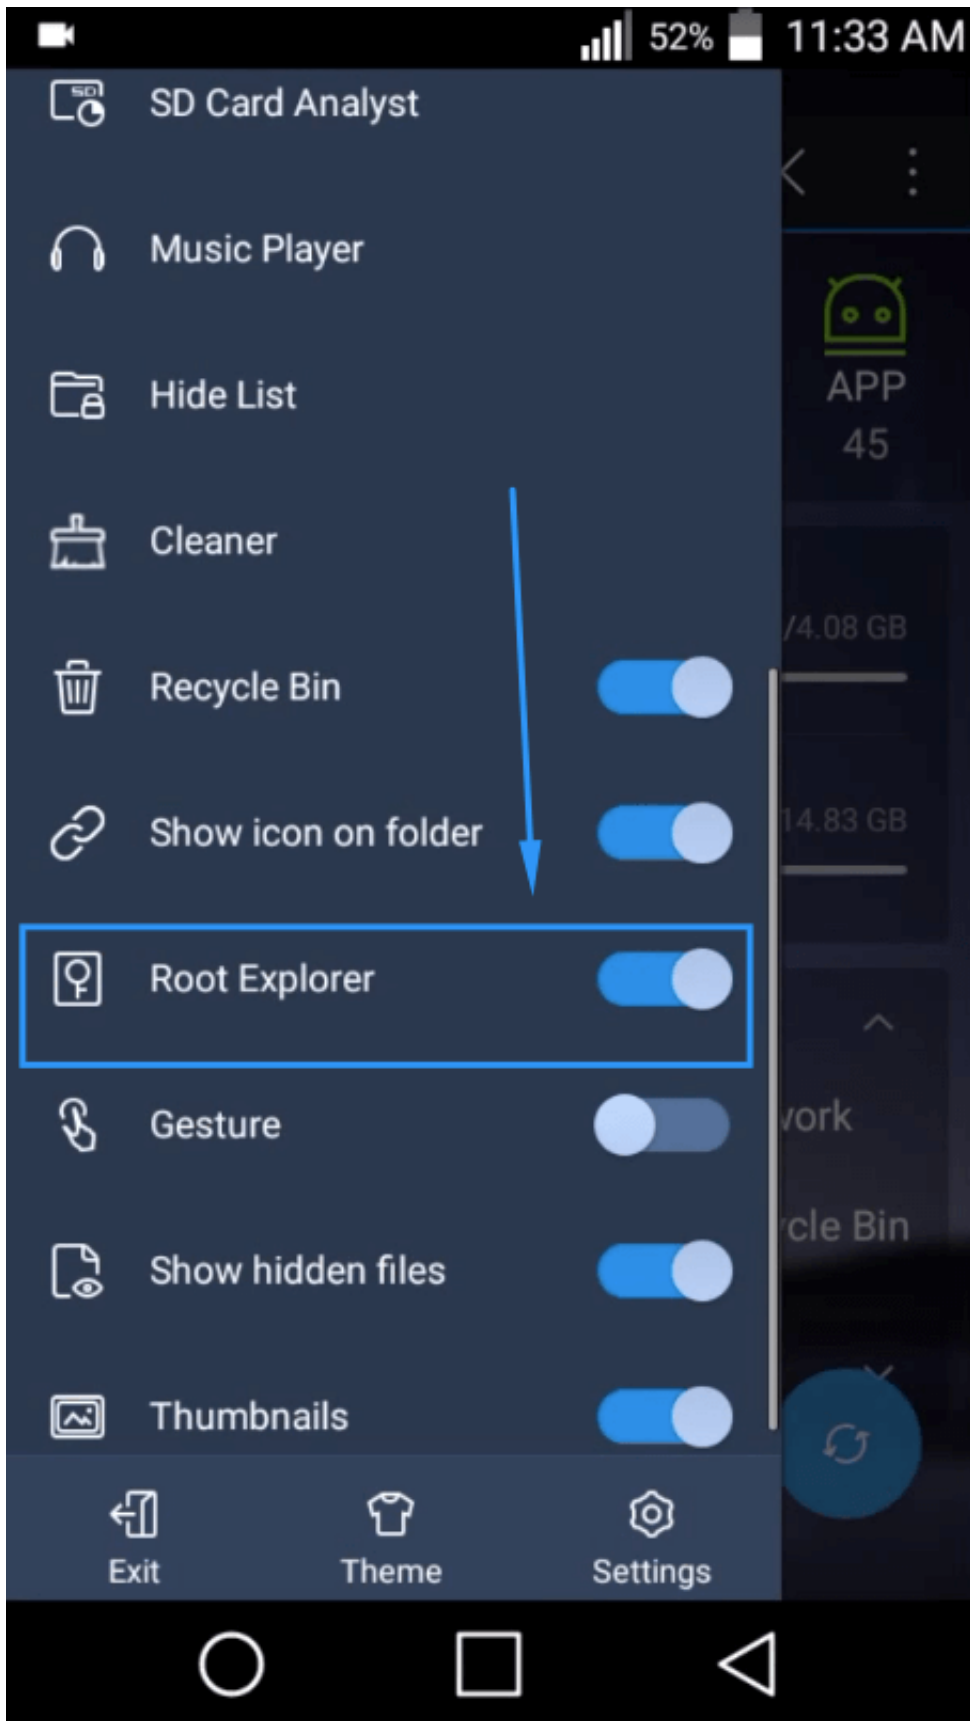 52% 11:33 AM
SD Card Analyst
Music Player
APP
45
Hide List
Cleaner
/4.08 GB
Recycle Bin
14.83 GB
Show icon on folder
Root Explorer
Gesture
work
Show hidden files
cle Bin
Thumbnails
Exit
Theme
Settings